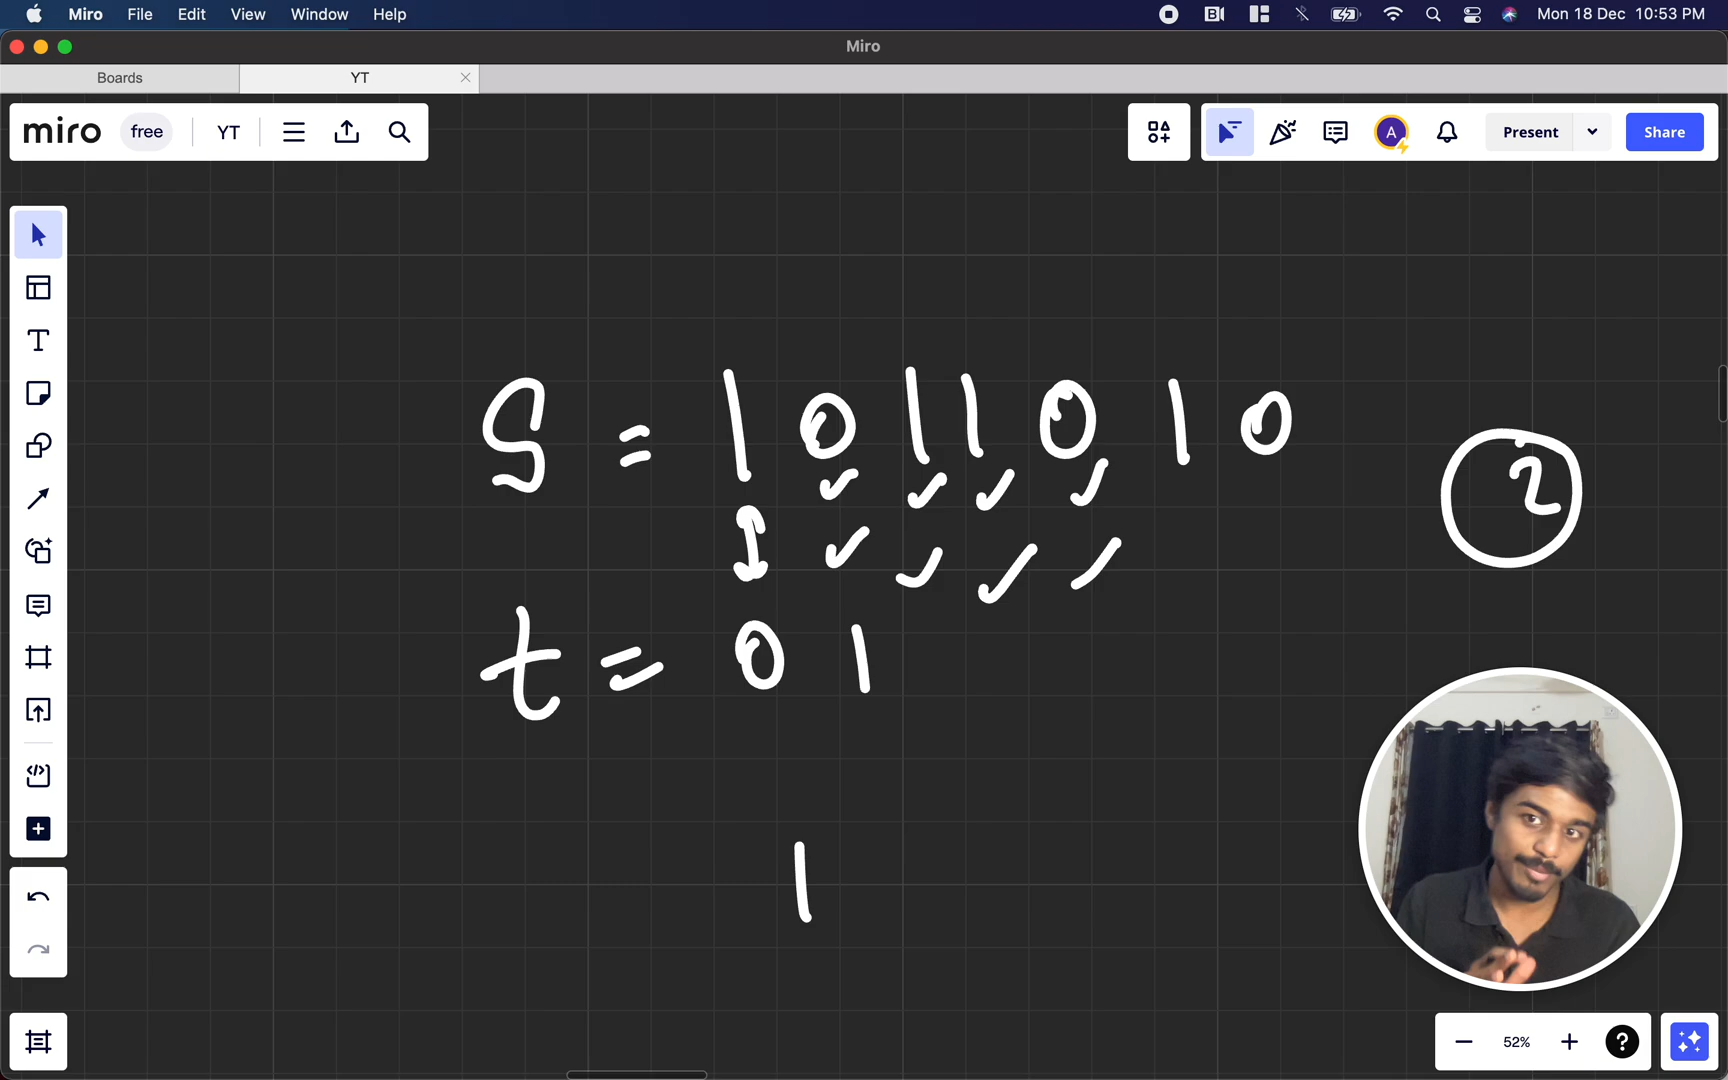 Miro File Edit View Window Help Mon 18 Dec 10:53 PM
Miro
Boards YT
miro free YT A Present Share
S = 1 0 1 1 0 1 0
2
t = 0 1
1
52% ?